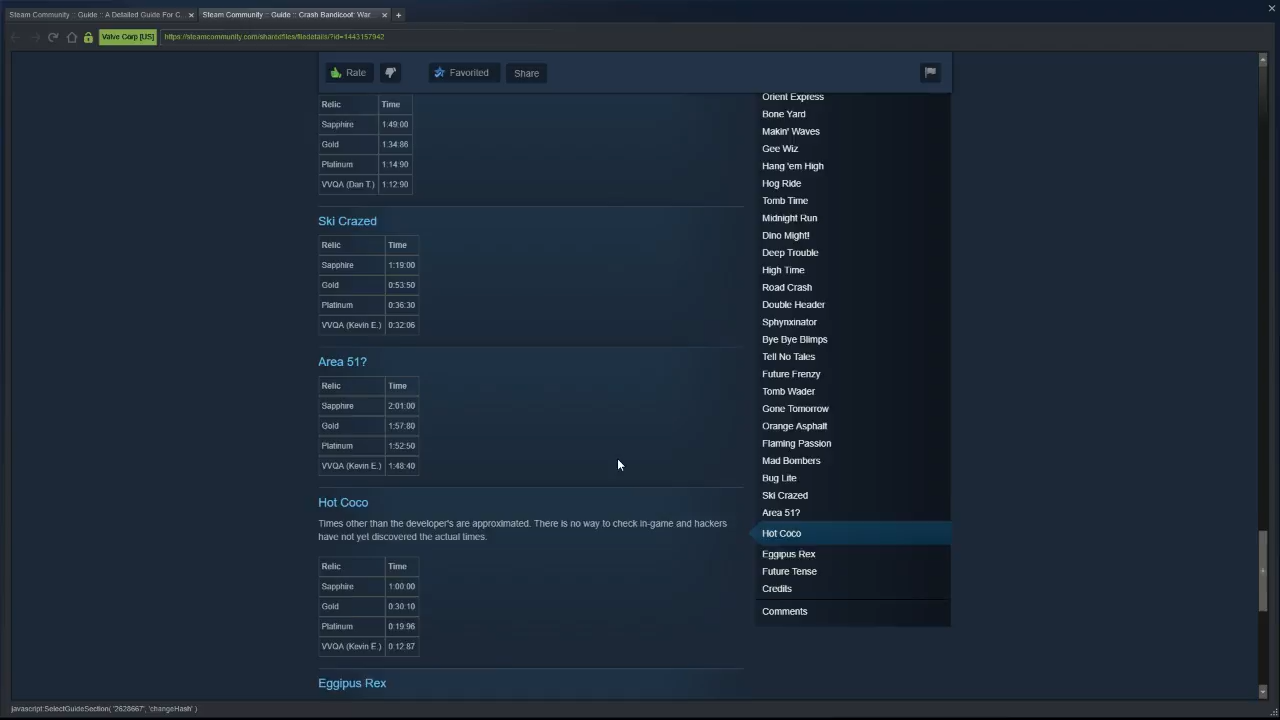 Steam Community :: Guide :: A Detailed Guide For C...
Steam Community :: Guide :: Crash Bandicoot: War
Valve Corp [US]
https://steamcommunity.com/sharedfiles/filedetails/?id=1443157942
Rate
Favorited
Share
Relic Time
Sapphire 1:49:00
Gold 1:34:86
Platinum 1:14:90
VVQA (Dan T.) 1:12:90
Ski Crazed
Relic Time
Sapphire 1:19:00
Gold 0:53:50
Platinum 0:36:30
VVQA (Kevin E.) 0:32:06
Area 51?
Relic Time
Sapphire 2:01:00
Gold 1:57:80
Platinum 1:52:50
VVQA (Kevin E.) 1:48:40
Hot Coco
Times other than the developer's are approximated. There is no way to check in-game and hackers
have not yet discovered the actual times.
Relic Time
Sapphire 1:00:00
Gold 0:30:10
Platinum 0:19:96
VVQA (Kevin E.) 0:12:87
Eggipus Rex
Orient Express
Bone Yard
Makin' Waves
Gee Wiz
Hang 'em High
Hog Ride
Tomb Time
Midnight Run
Dino Might!
Deep Trouble
High Time
Road Crash
Double Header
Sphynxinator
Bye Bye Blimps
Tell No Tales
Future Frenzy
Tomb Wader
Gone Tomorrow
Orange Asphalt
Flaming Passion
Mad Bombers
Bug Lite
Ski Crazed
Area 51?
Hot Coco
Eggipus Rex
Future Tense
Credits
Comments
javascript:SelectGuideSection( '2628667', 'changeHash' )